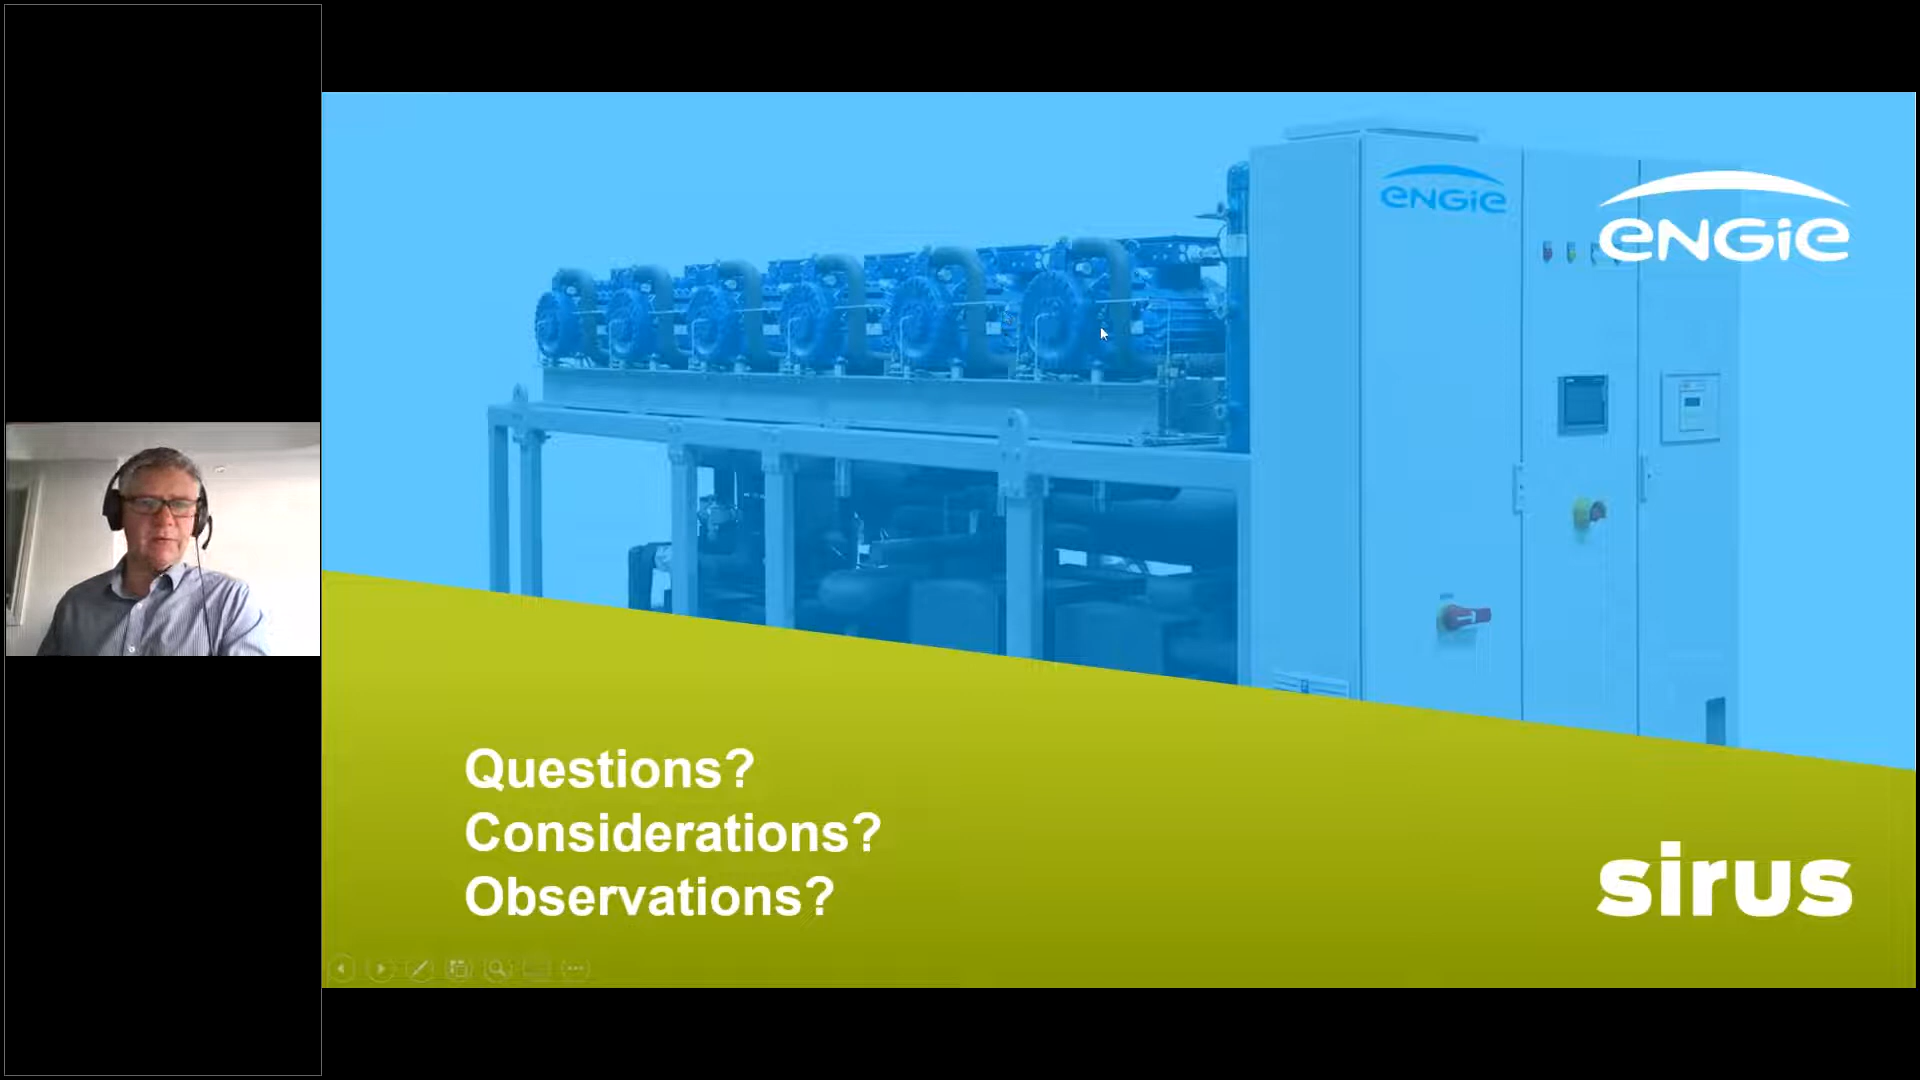 ENGIE
ENGIE
Questions?
Considerations?
Observations?
sirus